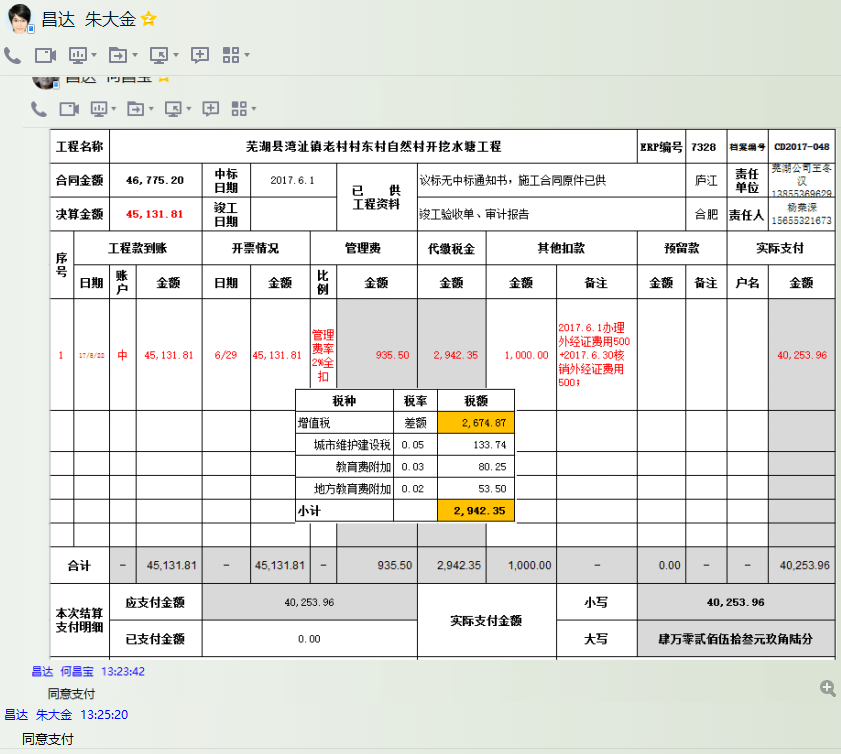 昌达 朱大金
昌达 何昌宝
工程名称 芜湖县湾沚镇老村村东村自然村开挖水塘工程 ERP编号 7328 档案编号 CD2017-048
合同金额 46,775.20 中标日期 2017.6.1 已 供 工程资料 议标无中标通知书，施工合同原件已供 庐江 责任单位 芜湖公司王冬汉 13855369629
决算金额 45,131.81 竣工日期 竣工验收单、审计报告 合肥 责任人 15655321673
序号 工程款到账 开票情况 管理费 代缴税金 其他扣款 预留款 实际支付
日期 账户 金额 日期 金额 比例 金额 金额 金额 备注 金额 备注 户名 金额
1 17/8/22 中 45,131.81 6/29 45,131.81 管理费率2%全扣 935.50 2,942.35 1,000.00 2017.6.1办理外经证费用500+2017.6.30核销外经证费用500; 40,253.96
税种 税率 税额
增值税 差额 2,674.87
城市维护建设税 0.05 133.74
教育费附加 0.03 80.25
地方教育费附加 0.02 53.50
小计 2,942.35
合计 - 45,131.81 - 45,131.81 - 935.50 2,942.35 1,000.00 - 0.00 - - 40,253.96
本次结算支付明细 应支付金额 40,253.96 实际支付金额 小写 40,253.96
已支付金额 0.00 大写 肆万零贰佰伍拾叁元玖角陆分
昌达 何昌宝 13:23:42
同意支付
昌达 朱大金 13:25:20
同意支付